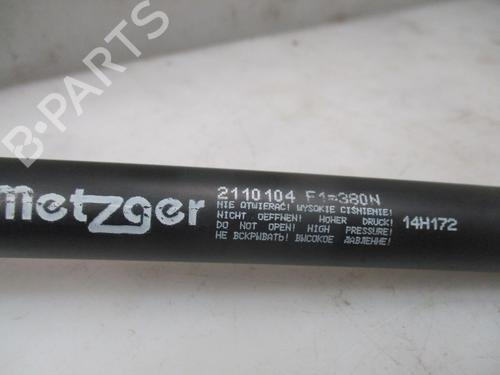 B-PARTS
metzger
2110104 F1=380N
NIE OTWIERAĆ! WYSOKIE CIŚNIENIE!
NICHT OEFFNEN! HOHER DRUCK!
DO NOT OPEN! HIGH PRESSURE!
НЕ ВСКРЫВАТЬ! ВЫСОКОЕ ДАВЛЕНИЕ!
14H172